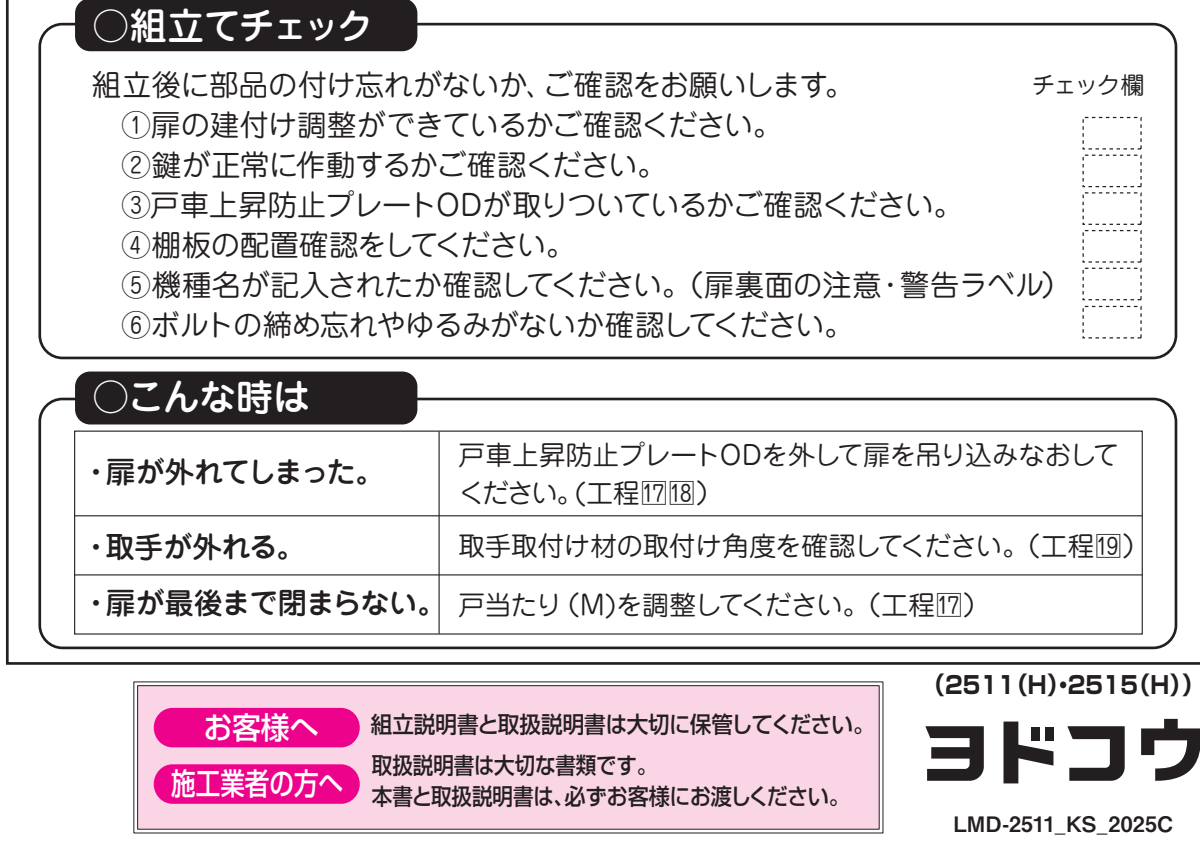 ○組立てチェック
組立後に部品の付け忘れがないか、ご確認をお願いします。 チェック欄
①扉の建付け調整ができているかご確認ください。
②鍵が正常に作動するかご確認ください。
③戸車上昇防止プレートODが取りついているかご確認ください。
④棚板の配置確認をしてください。
⑤機種名が記入されたか確認してください。（扉裏面の注意・警告ラベル）
⑥ボルトの締め忘れやゆるみがないか確認してください。
○こんな時は
・扉が外れてしまった。
戸車上昇防止プレートODを外して扉を吊り込みなおして
ください。（工程17 18）
・取手が外れる。
取手取付け材の取付け角度を確認してください。（工程19）
・扉が最後まで閉まらない。
戸当たり（M)を調整してください。（工程17）
お客様へ 組立説明書と取扱説明書は大切に保管してください。
施工業者の方へ 取扱説明書は大切な書類です。
本書と取扱説明書は、必ずお客様にお渡しください。
(2511(H)・2515(H))
ヨドコウ
LMD-2511_KS_2025C